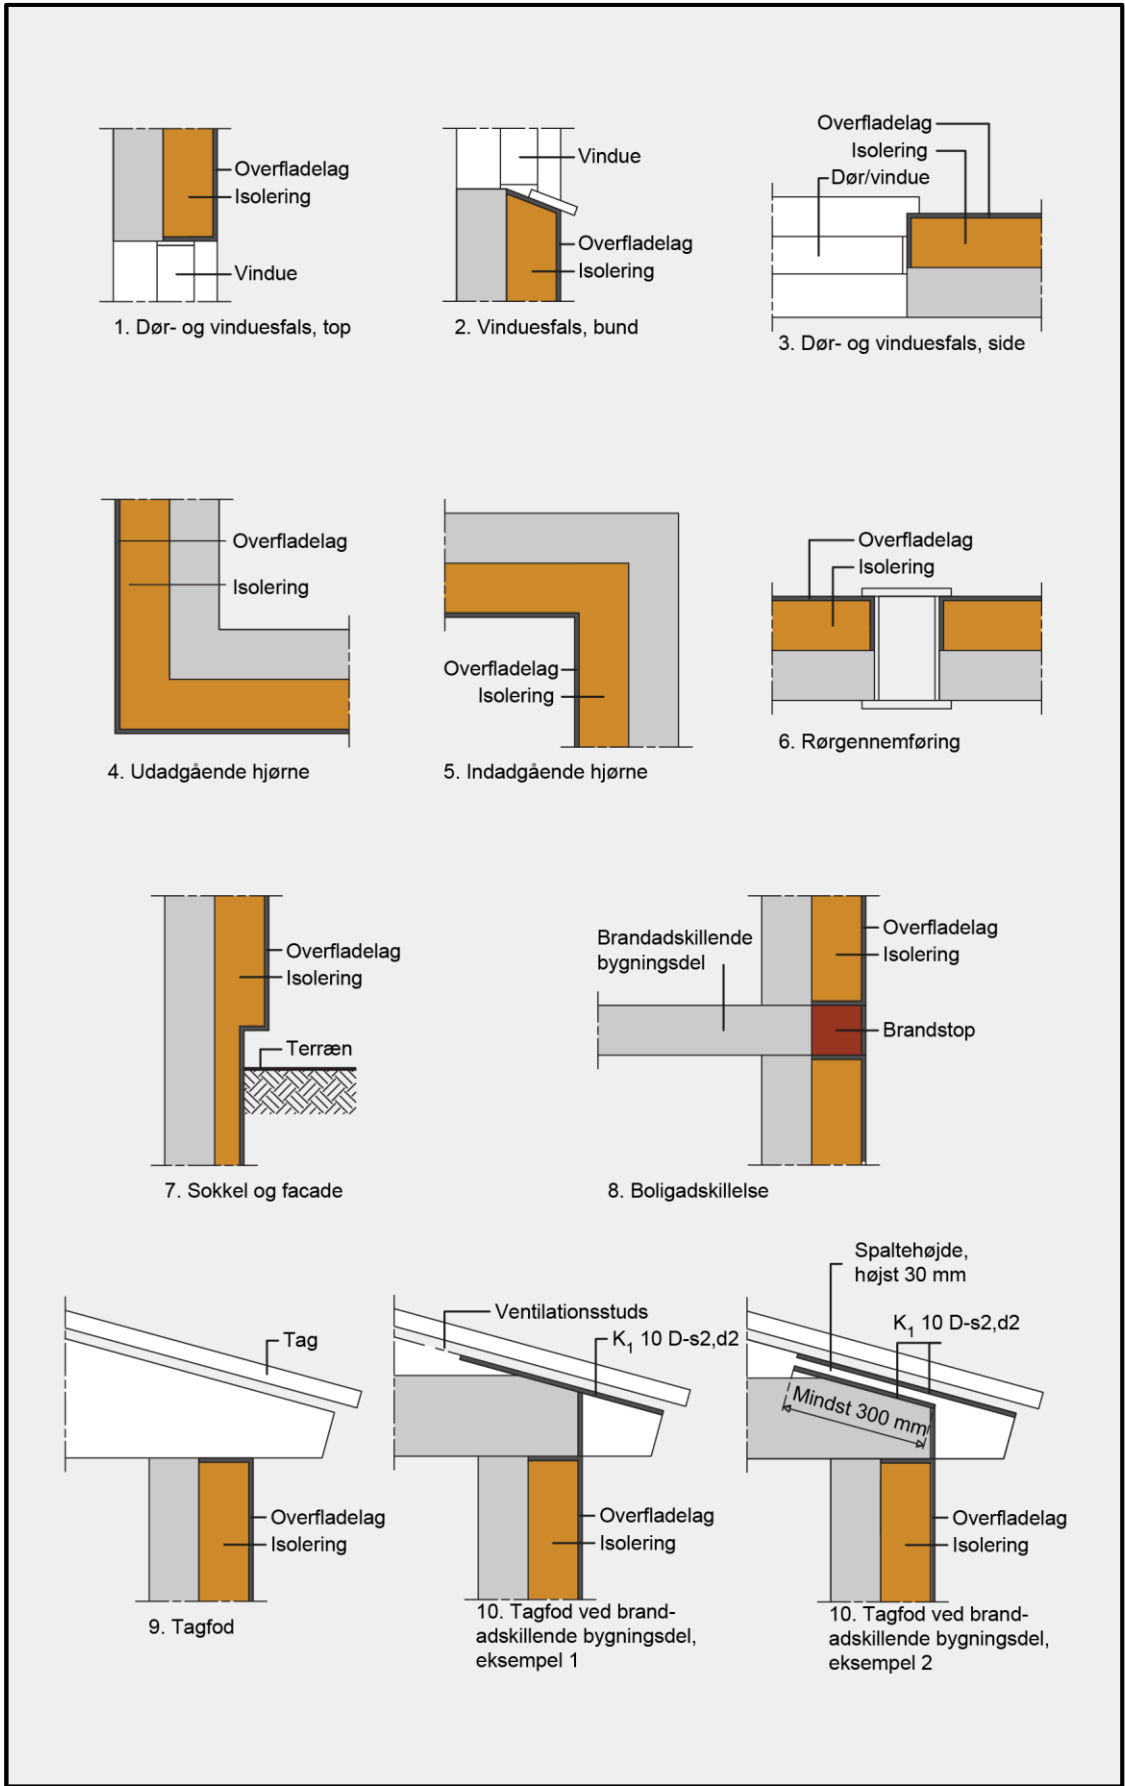 Overfladelag
Isolering
Vindue
1. Dør- og vinduesfals, top
Vindue
Overfladelag
Isolering
2. Vinduesfals, bund
Overfladelag
Isolering
Dør/vindue
3. Dør- og vinduesfals, side
Overfladelag
Isolering
4. Udadgående hjørne
Overfladelag
Isolering
5. Indadgående hjørne
Overfladelag
Isolering
6. Rørgennemføring
Overfladelag
Isolering
Terræn
7. Sokkel og facade
Brandadskillende
bygningsdel
Overfladelag
Isolering
Brandstop
8. Boligadskillelse
Tag
Overfladelag
Isolering
9. Tagfod
Ventilationsstuds
K₁ 10 D-s2,d2
Overfladelag
Isolering
10. Tagfod ved brand-
adskillende bygningsdel,
eksempel 1
Spaltehøjde,
højst 30 mm
K₁ 10 D-s2,d2
Mindst 300 mm
Overfladelag
Isolering
10. Tagfod ved brand-
adskillende bygningsdel,
eksempel 2